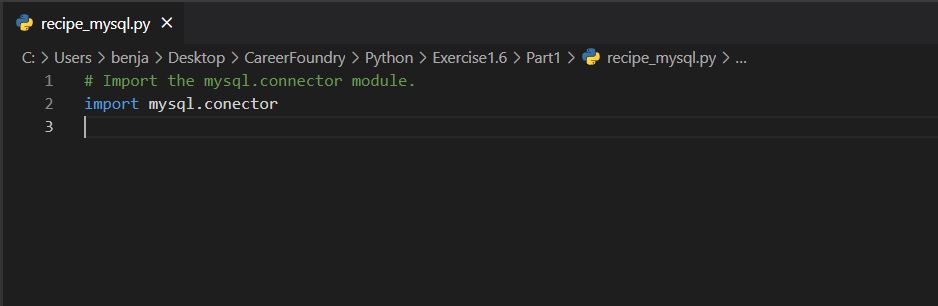 recipe_mysql.py
C: > Users > benja > Desktop > CareerFoundry > Python > Exercise1.6 > Part1 > recipe_mysql.py > ...
1 # Import the mysql.connector module.
2 import mysql.conector
3